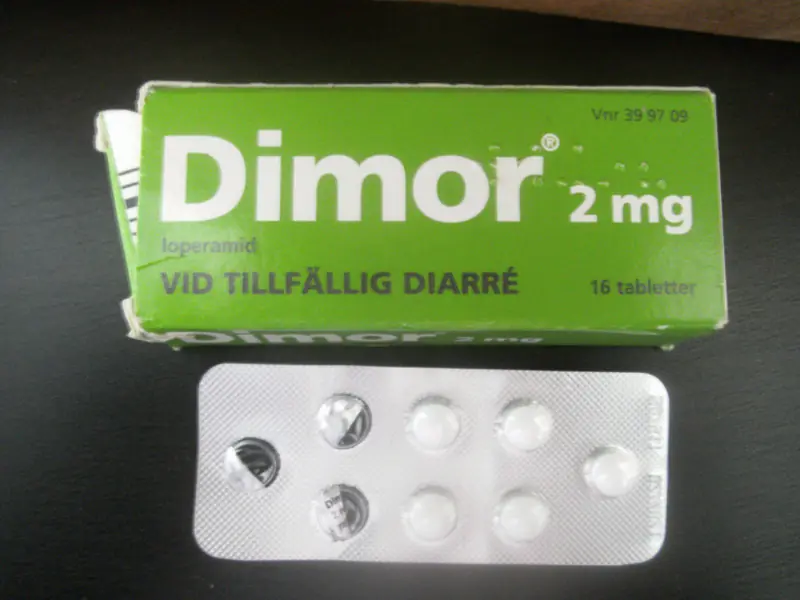 Vnr 39 97 09
Dimor® 2 mg
loperamid
VID TILLFÄLLIG DIARRÉ
16 tabletter
Dimor 2 mg